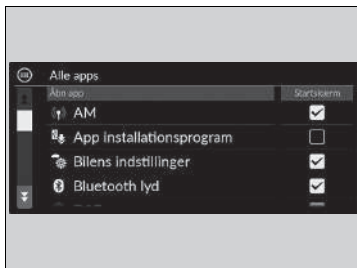 Alle apps
Åbn app
Startskærm
AM
App installationsprogram
Bilens indstillinger
Bluetooth lyd